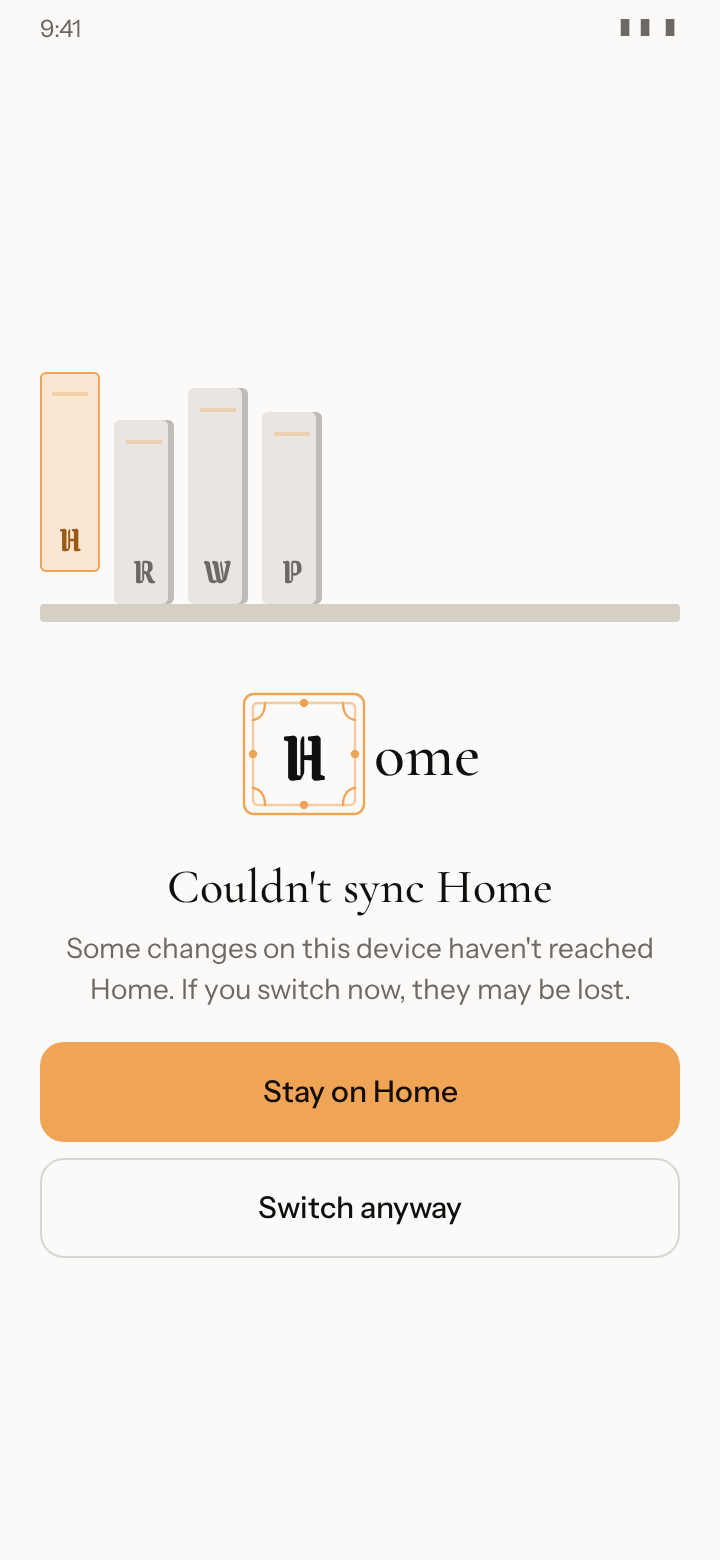 9:41
H
R
W
P
Home
Couldn't sync Home
Some changes on this device haven't reached
Home. If you switch now, they may be lost.
Stay on Home
Switch anyway